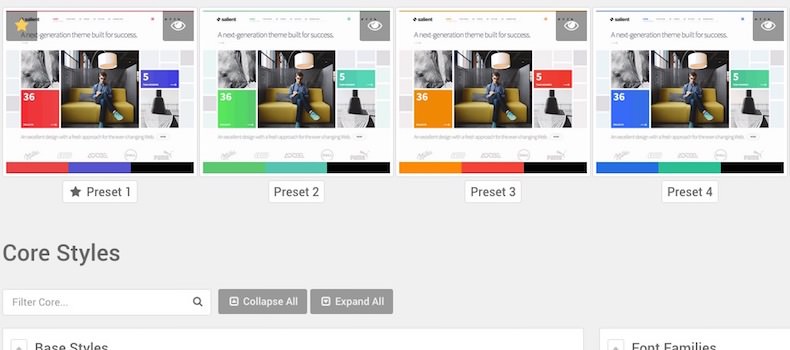 salient salient salient salient
A next-generation theme built for success. A next-generation theme built for success. A next-generation theme built for success. A next-generation theme built for success.
5 5 5 5
36 36 36 36
An excellent design with a fresh approach for the ever-changing Web. An excellent design with a fresh approach for the ever-changing Web. An excellent design with a fresh approach for the ever-changing Web. An excellent design with a fresh approach for the ever-changing Web.
Preset 1 Preset 2 Preset 3 Preset 4
Core Styles
Filter Core... Collapse All Expand All
Base Styles Font Families